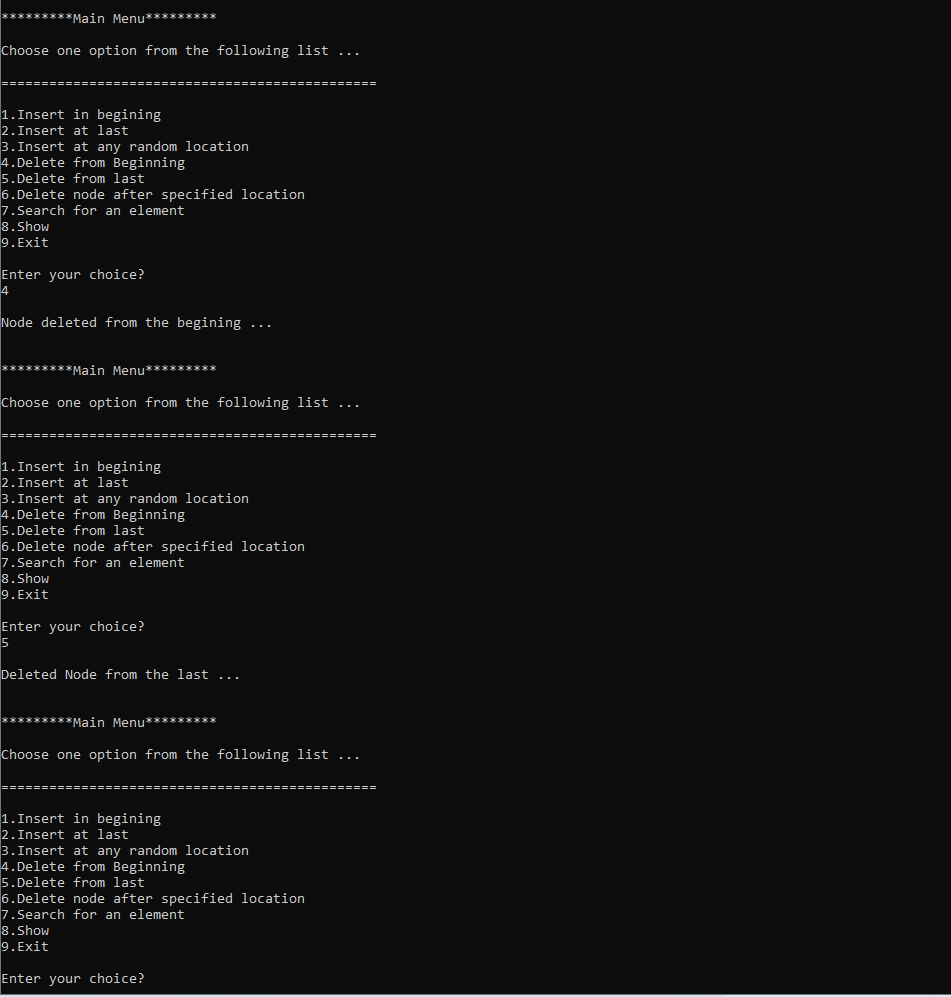 *********Main Menu*********
Choose one option from the following list ...
===============================================
1.Insert in begining
2.Insert at last
3.Insert at any random location
4.Delete from Beginning
5.Delete from last
6.Delete node after specified location
7.Search for an element
8.Show
9.Exit
Enter your choice?
4
Node deleted from the begining ...
*********Main Menu*********
Choose one option from the following list ...
===============================================
1.Insert in begining
2.Insert at last
3.Insert at any random location
4.Delete from Beginning
5.Delete from last
6.Delete node after specified location
7.Search for an element
8.Show
9.Exit
Enter your choice?
5
Deleted Node from the last ...
*********Main Menu*********
Choose one option from the following list ...
===============================================
1.Insert in begining
2.Insert at last
3.Insert at any random location
4.Delete from Beginning
5.Delete from last
6.Delete node after specified location
7.Search for an element
8.Show
9.Exit
Enter your choice?